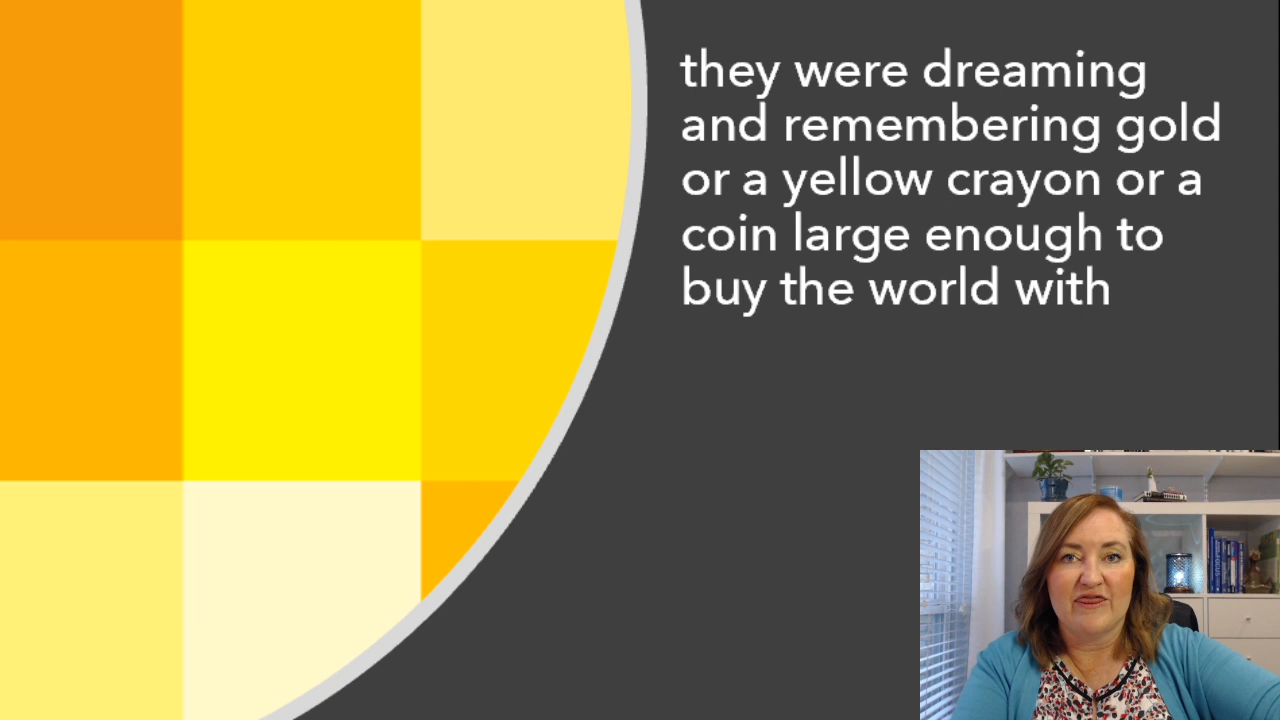 they were dreaming
and remembering gold
or a yellow crayon or a
coin large enough to
buy the world with